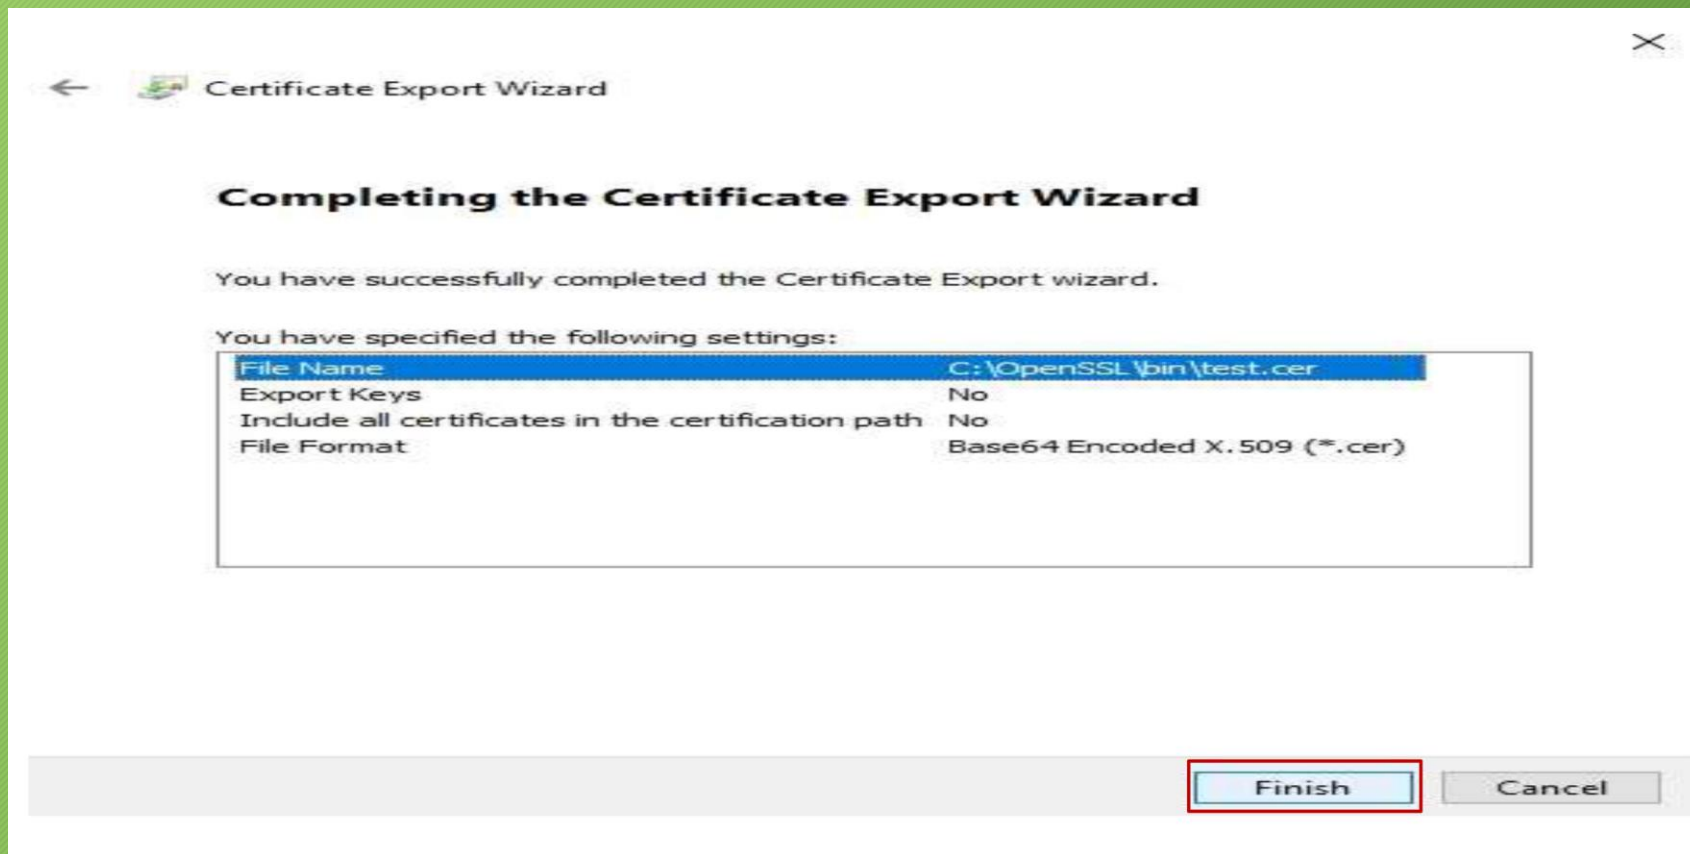 Certificate Export Wizard
Completing the Certificate Export Wizard
You have successfully completed the Certificate Export wizard.
You have specified the following settings:
File Name C:\OpenSSL\bin\test.cer
Export Keys No
Include all certificates in the certification path No
File Format Base64 Encoded X.509 (*.cer)
Finish Cancel